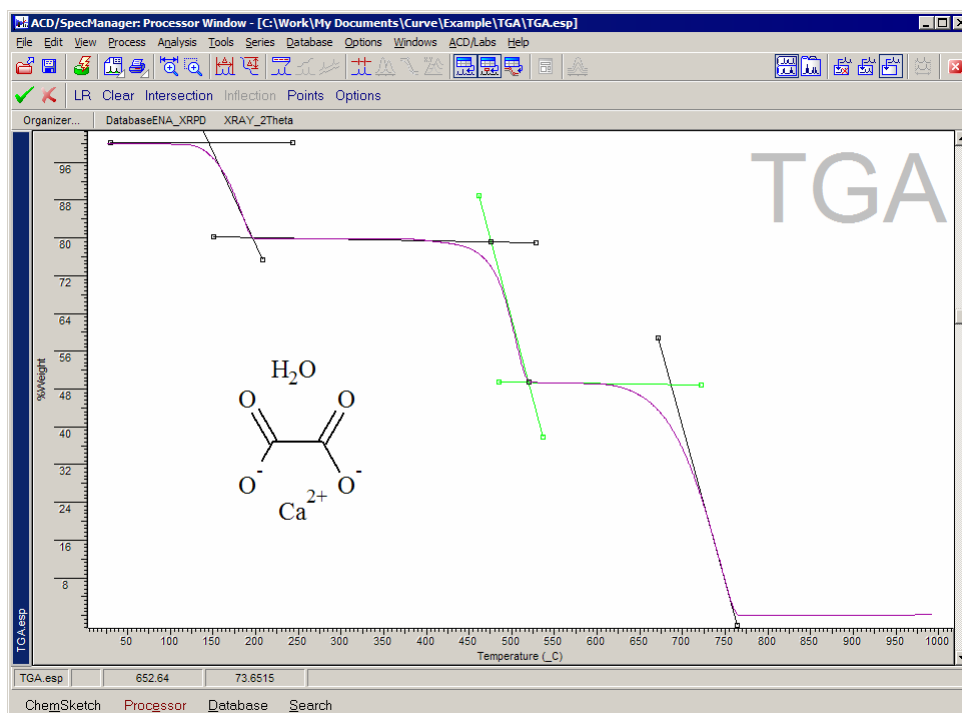 ACD/SpecManager: Processor Window - [C:\Work\My Documents\Curve\Example\TGA\TGA.esp]
File Edit View Process Analysis Tools Series Database Options Windows ACD/Labs Help
LR Clear Intersection Inflection Points Options
Organizer... DatabaseENA_XRPD XRAY_2Theta
TGA
96
88
80
72
64
56
48
40
32
24
16
8
%Weight
H₂O
O O
O⁻ O⁻
Ca²⁺
50 100 150 200 250 300 350 400 450 500 550 600 650 700 750 800 850 900 950 1000
Temperature (_C)
TGA.esp
TGA.esp 652.64 73.6515
ChemSketch Processor Database Search